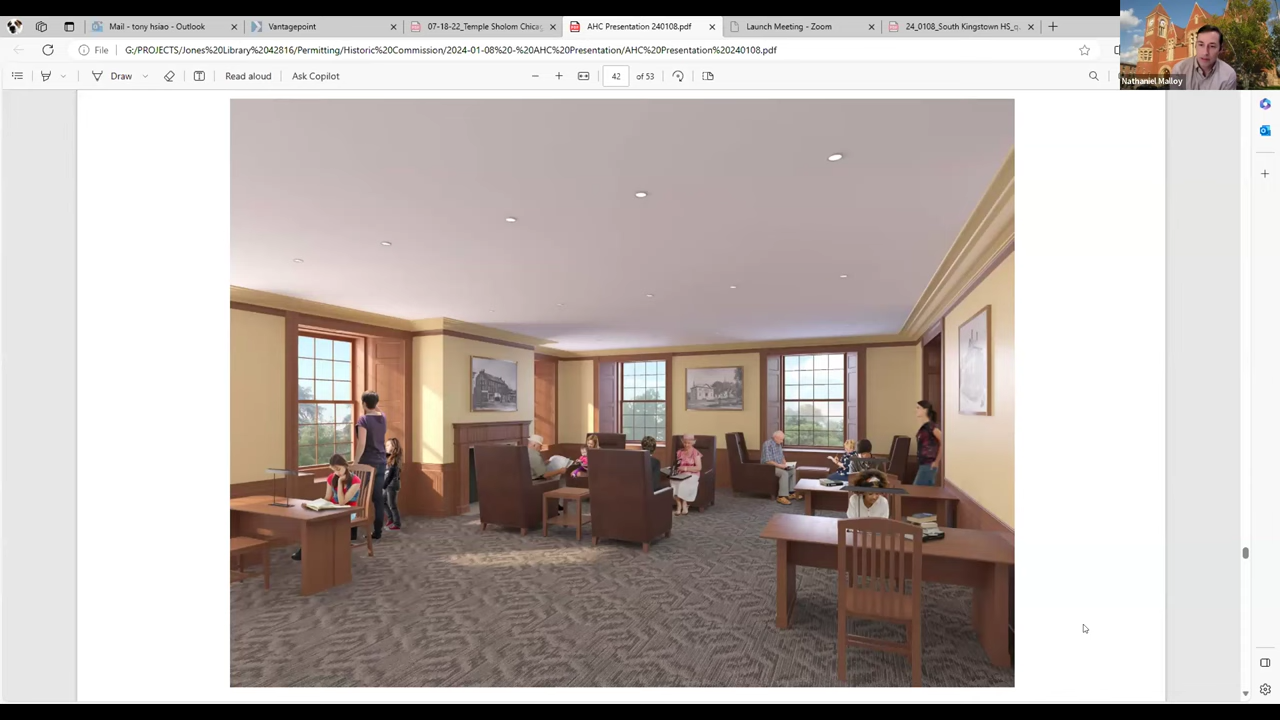 Mail - tony hsiao - Outlook
Vantagepoint
07-18-22_Temple Sholom Chicag
AHC Presentation 240108.pdf
Launch Meeting - Zoom
24_0108_South Kingstown HS_q
File
G:/PROJECTS/Jones%20Library%2042816/Permitting/Historic%20Commission/2024-01-08%20-%20AHC%20Presentation/AHC%20Presentation%20240108.pdf
Draw
Read aloud
Ask Copilot
42
of 53
Nathaniel Malloy